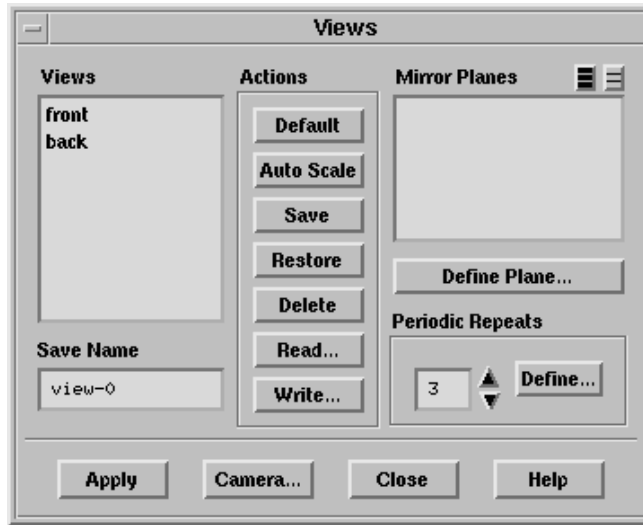 Views
Views
front
back
Save Name
view-0
Actions
Default
Auto Scale
Save
Restore
Delete
Read...
Write...
Mirror Planes
Define Plane...
Periodic Repeats
3
Define...
Apply
Camera...
Close
Help